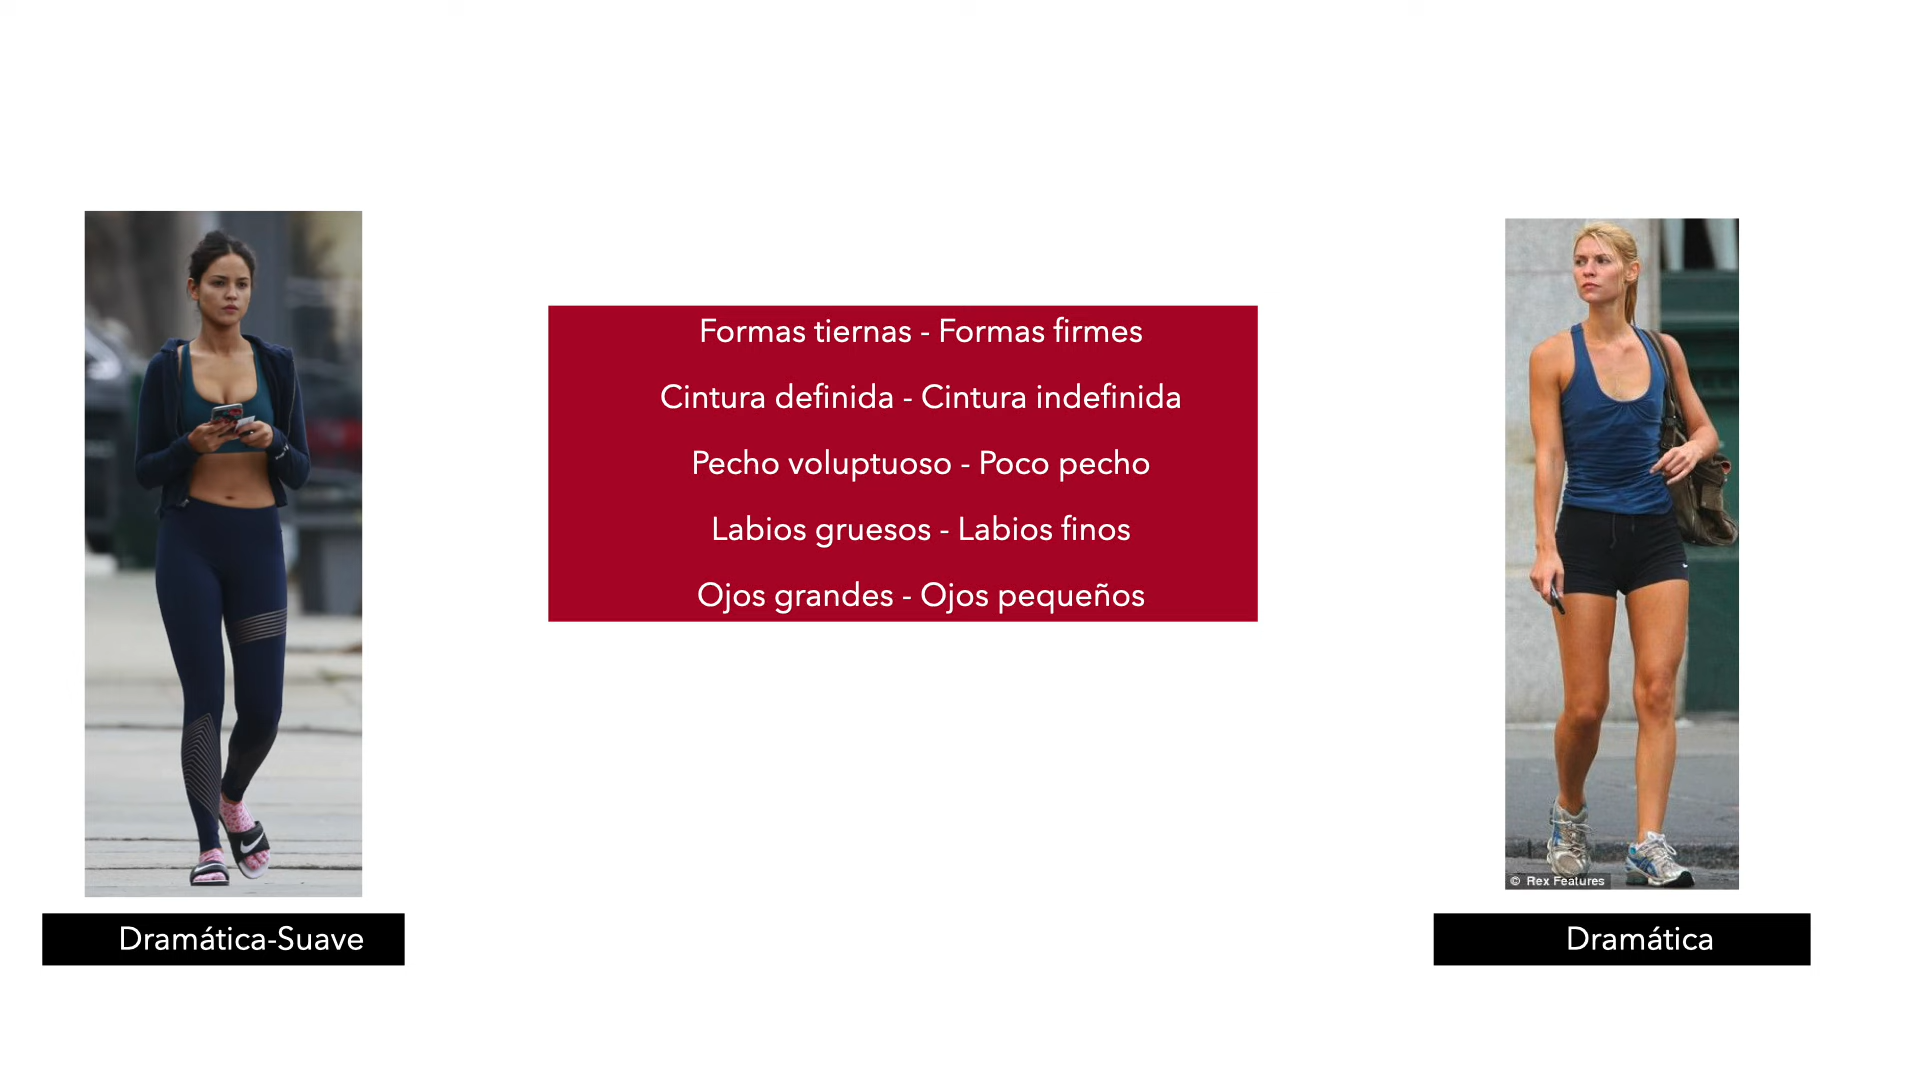 Formas tiernas - Formas firmes
Cintura definida - Cintura indefinida
Pecho voluptuoso - Poco pecho
Labios gruesos - Labios finos
Ojos grandes - Ojos pequeños
© Rex Features
Dramática-Suave
Dramática